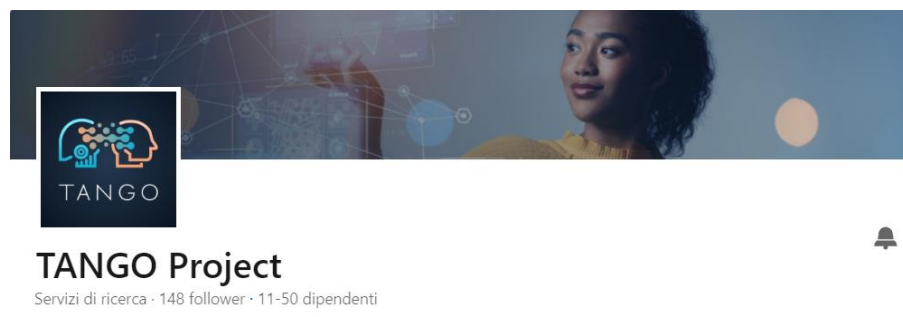 TANGO
TANGO Project
Servizi di ricerca · 148 follower · 11-50 dipendenti